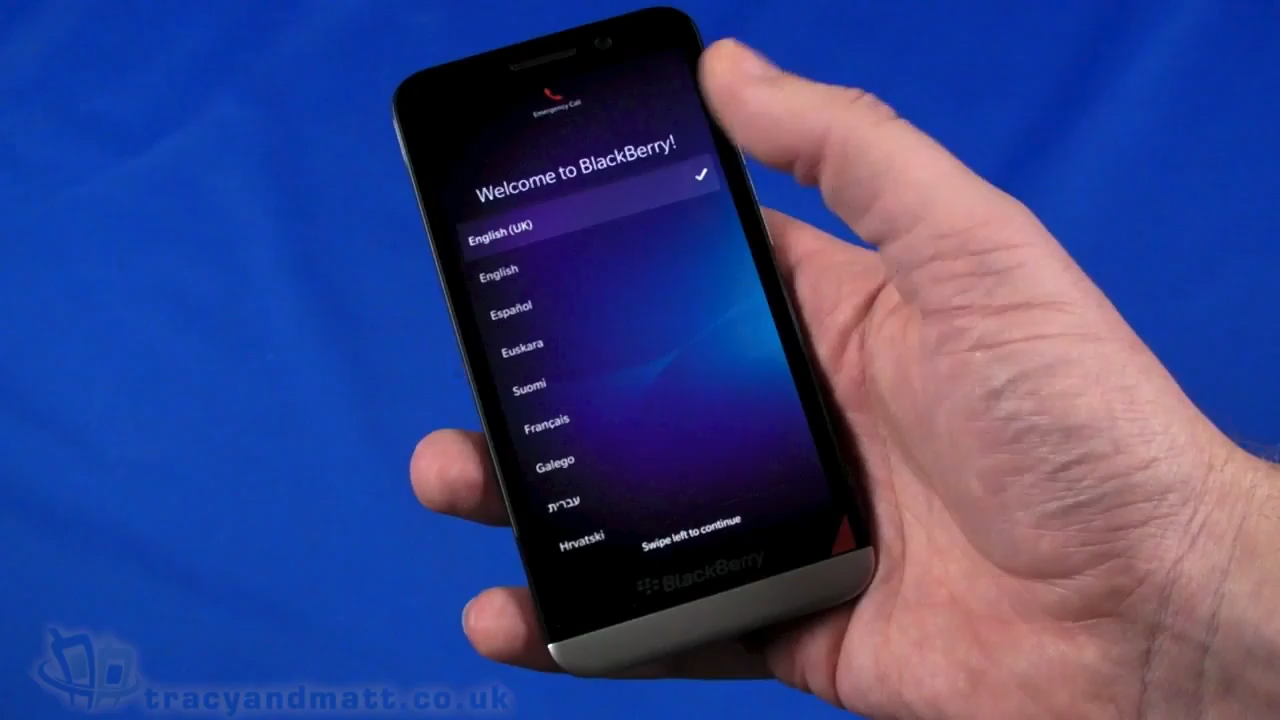 Emergency Call
Welcome to BlackBerry!
English (UK)
English
Español
Euskara
Suomi
Français
Galego
עברית
Hrvatski
Swipe left to continue
BlackBerry
tracyandmatt.co.uk